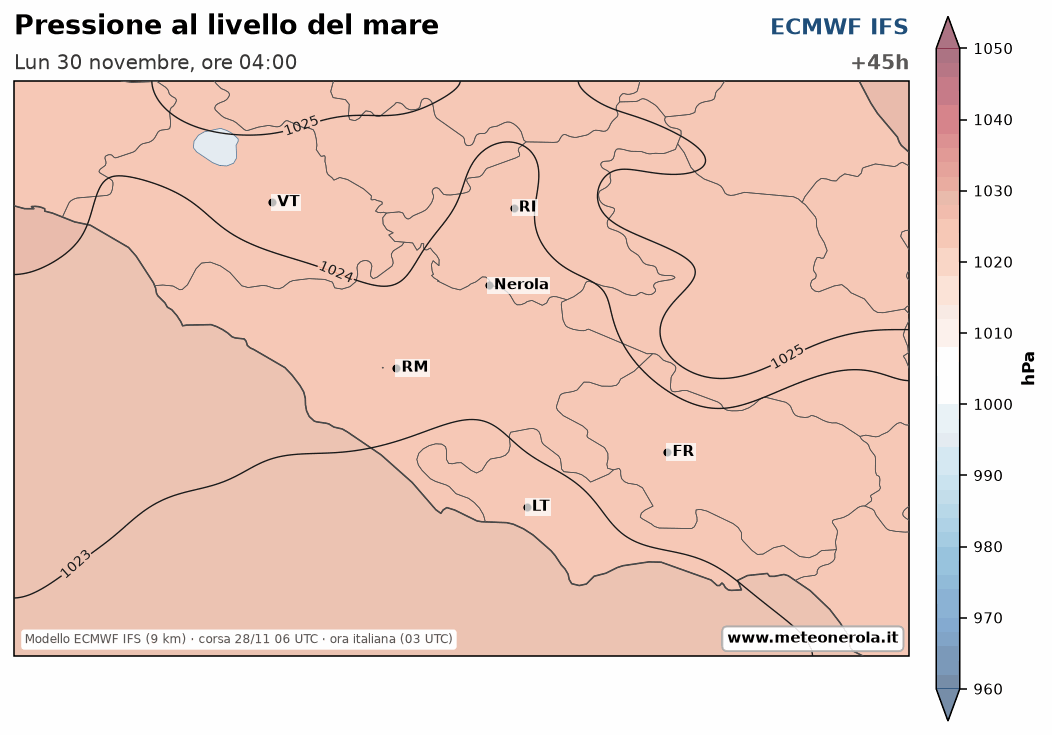 Pressione al livello del mare
ECMWF IFS
Lun 30 novembre, ore 04:00
+45h
1025
VT
RI
1024
Nerola
1025
RM
FR
LT
1023
Modello ECMWF IFS (9 km) · corsa 28/11 06 UTC · ora italiana (03 UTC)
www.meteonerola.it
1050
1040
1030
1020
1010
1000
990
980
970
960
hPa